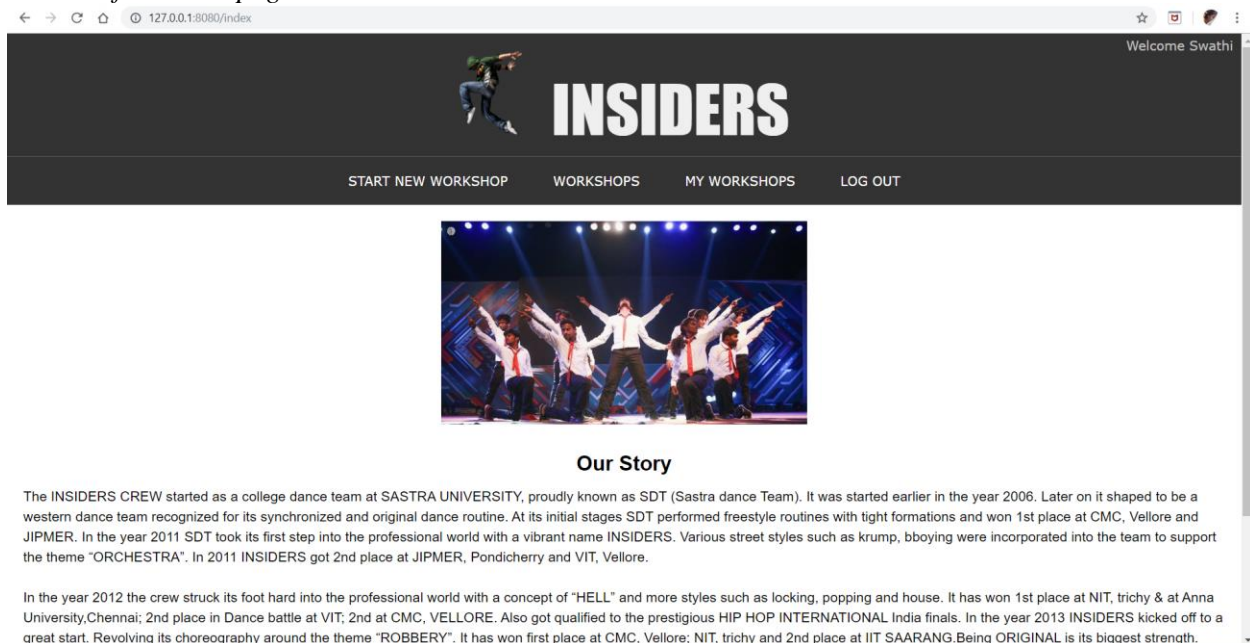 127.0.0.1:8080/index
Welcome Swathi
INSIDERS
START NEW WORKSHOP WORKSHOPS MY WORKSHOPS LOG OUT
Our Story
The INSIDERS CREW started as a college dance team at SASTRA UNIVERSITY, proudly known as SDT (Sastra dance Team). It was started earlier in the year 2006. Later on it shaped to be a
western dance team recognized for its synchronized and original dance routine. At its initial stages SDT performed freestyle routines with tight formations and won 1st place at CMC, Vellore and
JIPMER. In the year 2011 SDT took its first step into the professional world with a vibrant name INSIDERS. Various street styles such as krump, bboying were incorporated into the team to support
the theme “ORCHESTRA”. In 2011 INSIDERS got 2nd place at JIPMER, Pondicherry and VIT, Vellore.
In the year 2012 the crew struck its foot hard into the professional world with a concept of “HELL” and more styles such as locking, popping and house. It has won 1st place at NIT, trichy & at Anna
University,Chennai; 2nd place in Dance battle at VIT; 2nd at CMC, VELLORE. Also got qualified to the prestigious HIP HOP INTERNATIONAL India finals. In the year 2013 INSIDERS kicked off to a
great start. Revolving its choreography around the theme “ROBBERY”. It has won first place at CMC, Vellore; NIT, trichy and 2nd place at IIT SAARANG.Being ORIGINAL is its biggest strength.